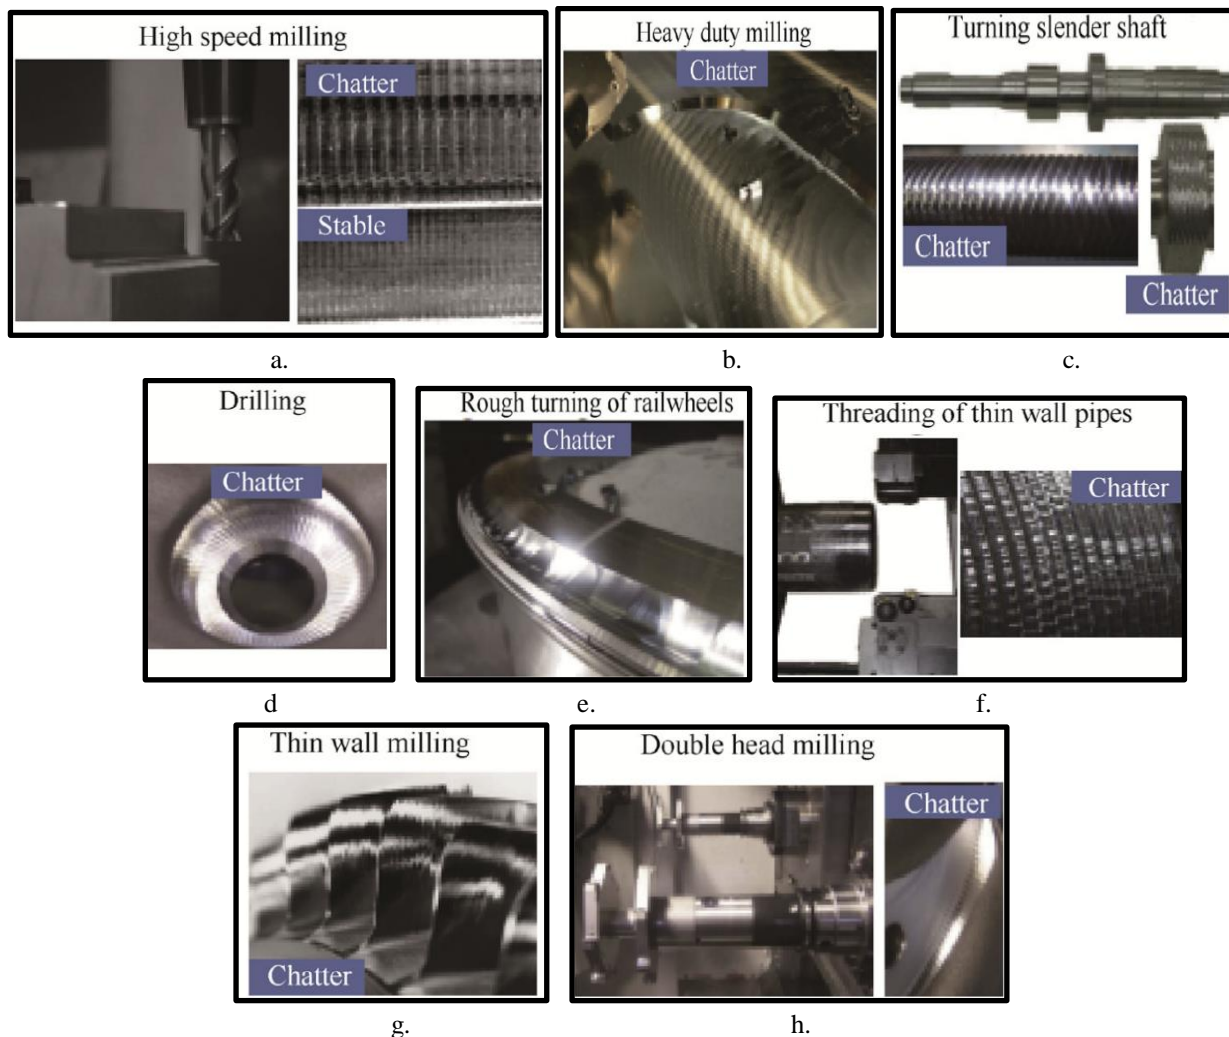 High speed milling
Chatter
Stable
a.
Heavy duty milling
Chatter
b.
Turning slender shaft
Chatter
Chatter
c.
Drilling
Chatter
d
Rough turning of railwheels
Chatter
e.
Threading of thin wall pipes
Chatter
f.
Thin wall milling
Chatter
g.
Double head milling
Chatter
h.